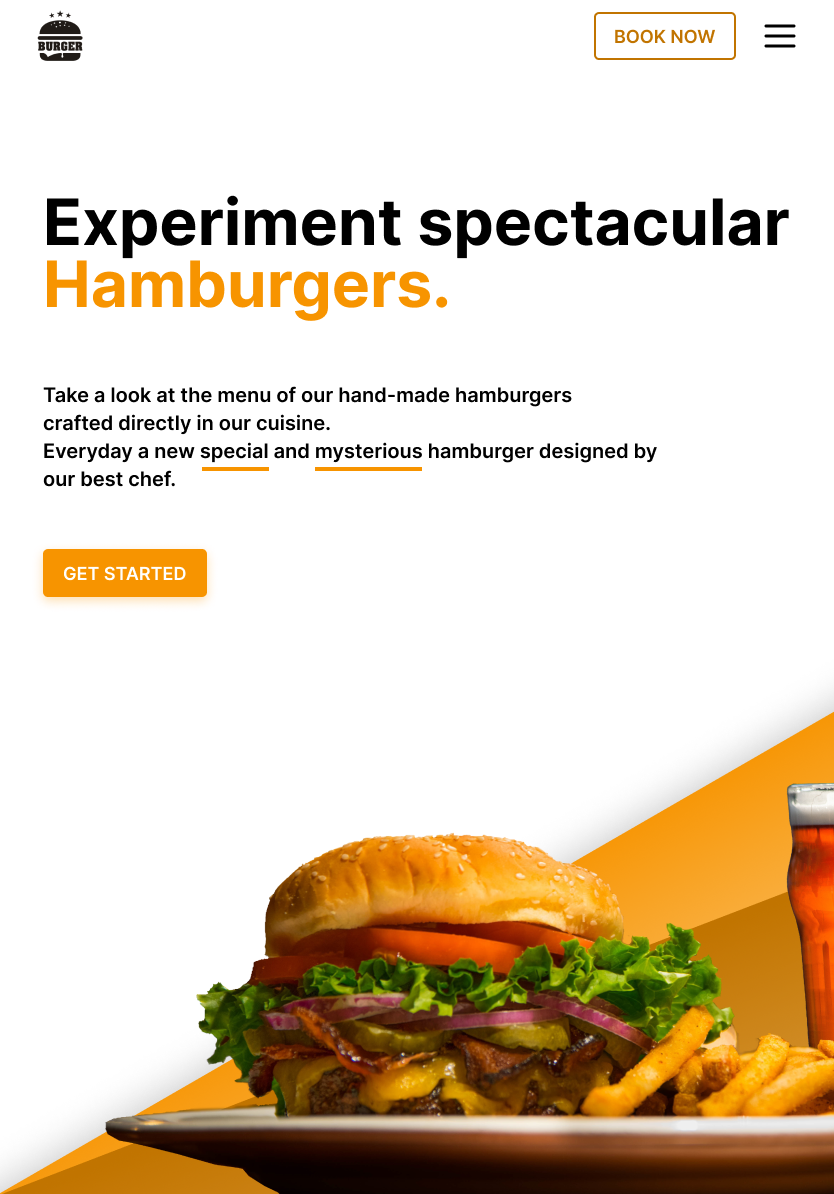 BURGER
BOOK NOW
Experiment spectacular
Hamburgers.
Take a look at the menu of our hand-made hamburgers
crafted directly in our cuisine.
Everyday a new special and mysterious hamburger designed by
our best chef.
GET STARTED